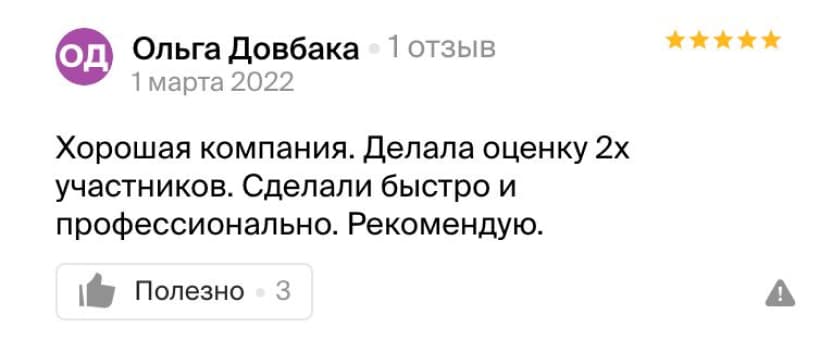 ОД Ольга Довбака • 1 отзыв
1 марта 2022
Хорошая компания. Делала оценку 2х
участников. Сделали быстро и
профессионально. Рекомендую.
Полезно • 3